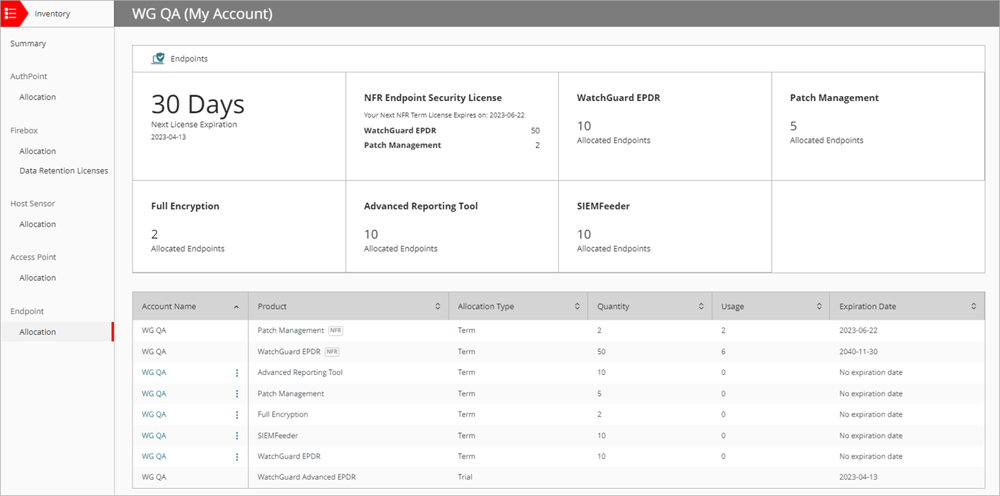 Inventory
WG QA (My Account)
Summary
AuthPoint
Allocation
Firebox
Allocation
Data Retention Licenses
Host Sensor
Allocation
Access Point
Allocation
Endpoint
Allocation
Endpoints
30 Days
Next License Expiration
2023-04-13
NFR Endpoint Security License
Your Next NFR Term License Expires on: 2023-06-22
WatchGuard EPDR 50
Patch Management 2
WatchGuard EPDR
10
Allocated Endpoints
Patch Management
5
Allocated Endpoints
Full Encryption
2
Allocated Endpoints
Advanced Reporting Tool
10
Allocated Endpoints
SIEMFeeder
10
Allocated Endpoints
Account Name Product Allocation Type Quantity Usage Expiration Date
WG QA Patch Management NFR Term 2 2 2023-06-22
WG QA WatchGuard EPDR NFR Term 50 6 2040-11-30
WG QA Advanced Reporting Tool Term 10 0 No expiration date
WG QA Patch Management Term 5 0 No expiration date
WG QA Full Encryption Term 2 0 No expiration date
WG QA SIEMFeeder Term 10 0 No expiration date
WG QA WatchGuard EPDR Term 10 0 No expiration date
WG QA WatchGuard Advanced EPDR Trial 2023-04-13